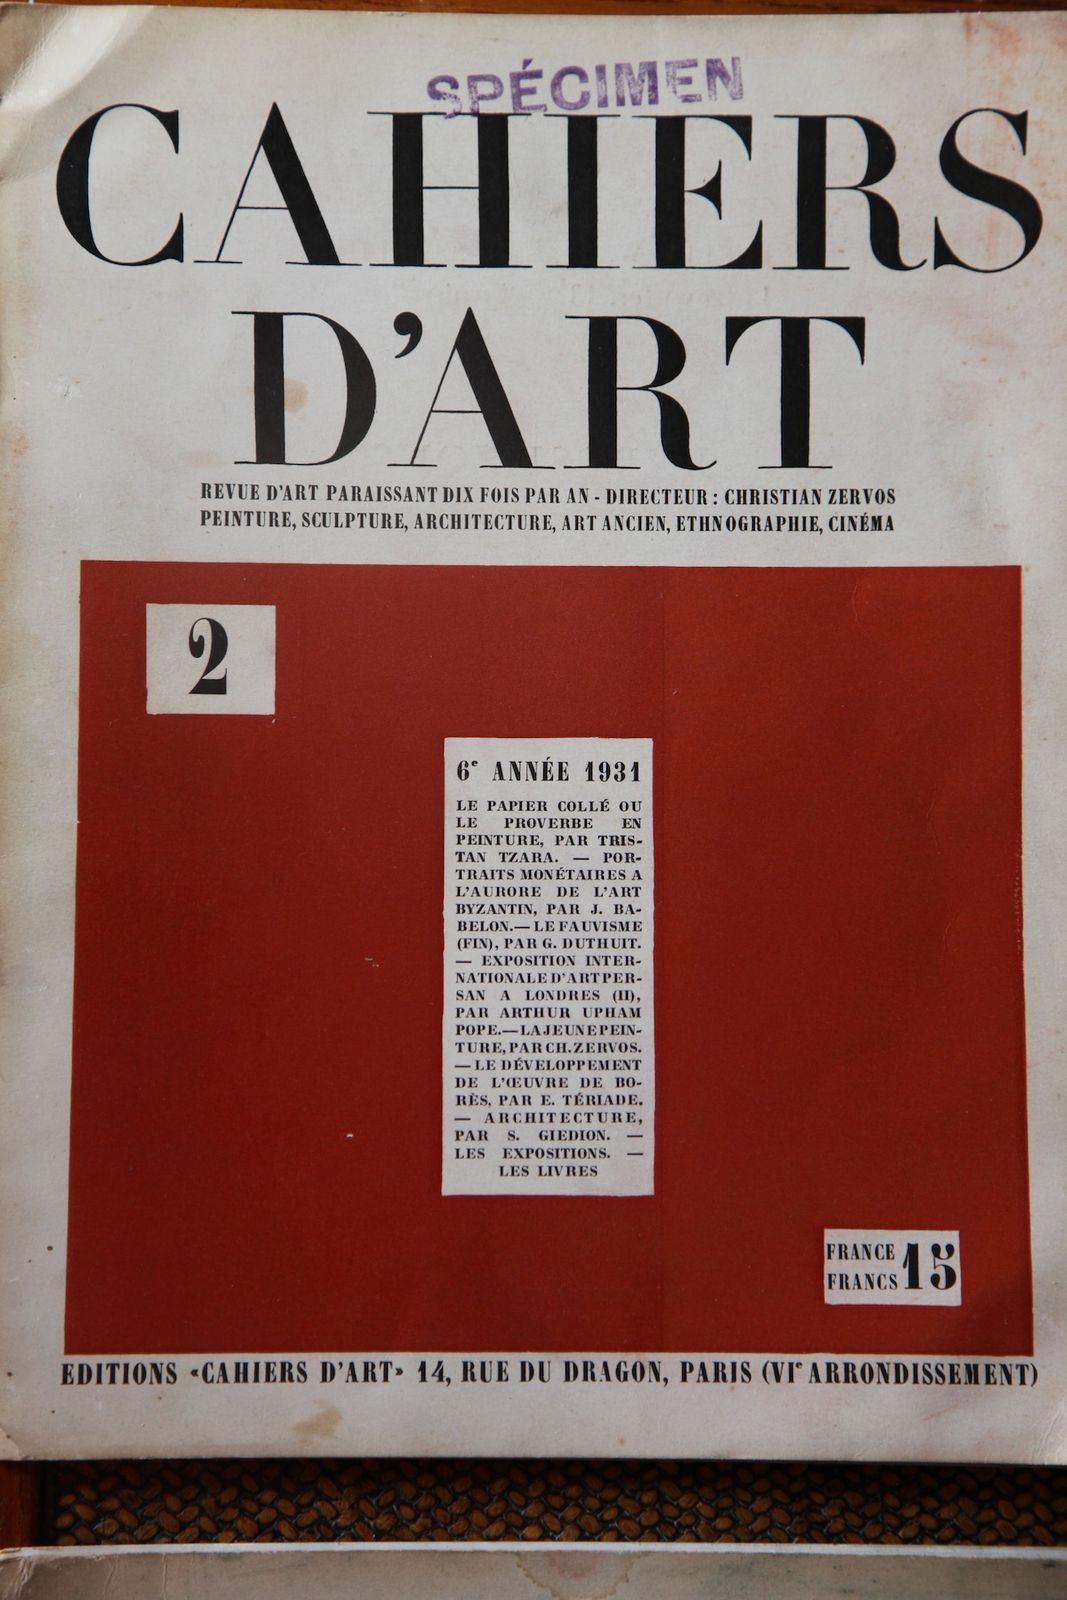 SPÉCIMEN
CAHIERS
D'ART
REVUE D'ART PARAISSANT DIX FOIS PAR AN - DIRECTEUR : CHRISTIAN ZERVOS
PEINTURE, SCULPTURE, ARCHITECTURE, ART ANCIEN, ETHNOGRAPHIE, CINÉMA
2
6e ANNÉE 1931
LE PAPIER COLLÉ OU
LE PROVERBE EN
PEINTURE, PAR TRIS-
TAN TZARA. — POR-
TRAITS MONÉTAIRES A
L'AURORE DE L'ART
BYZANTIN, PAR J. BA-
BELON. — LE FAUVISME
(FIN), PAR G. DUTHUIT.
— EXPOSITION INTER-
NATIONALE D'ART PER-
SAN A LONDRES (II),
PAR ARTHUR UPHAM
POPE. — LA JEUNE PEIN-
TURE, PAR CH. ZERVOS.
— LE DÉVELOPPEMENT
DE L'ŒUVRE DE BO-
RÈS, PAR E. TÉRIADE.
— ARCHITECTURE,
PAR S. GIEDION. —
LES EXPOSITIONS. —
LES LIVRES
FRANCE
FRANCS 15
EDITIONS «CAHIERS D'ART» 14, RUE DU DRAGON, PARIS (VIe ARRONDISSEMENT)